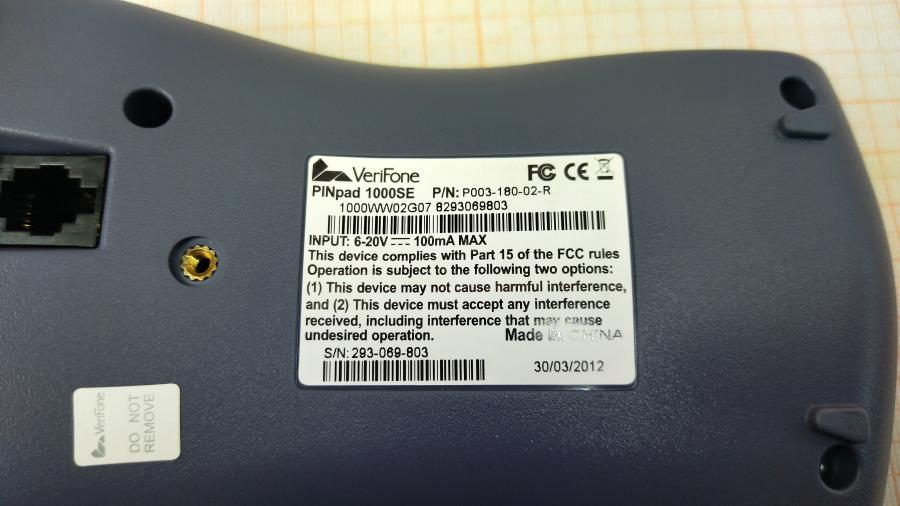 VeriFone
FC CE
PINpad 1000SE P/N: P003-180-02-R
1000WW02G07 8293069803
INPUT: 6-20V 100mA MAX
This device complies with Part 15 of the FCC rules
Operation is subject to the following two options:
(1) This device may not cause harmful interference,
and (2) This device must accept any interference
received, including interference that may cause
undesired operation. Made in CHINA
S/N: 293-069-803
30/03/2012
VeriFone
DO NOT
REMOVE